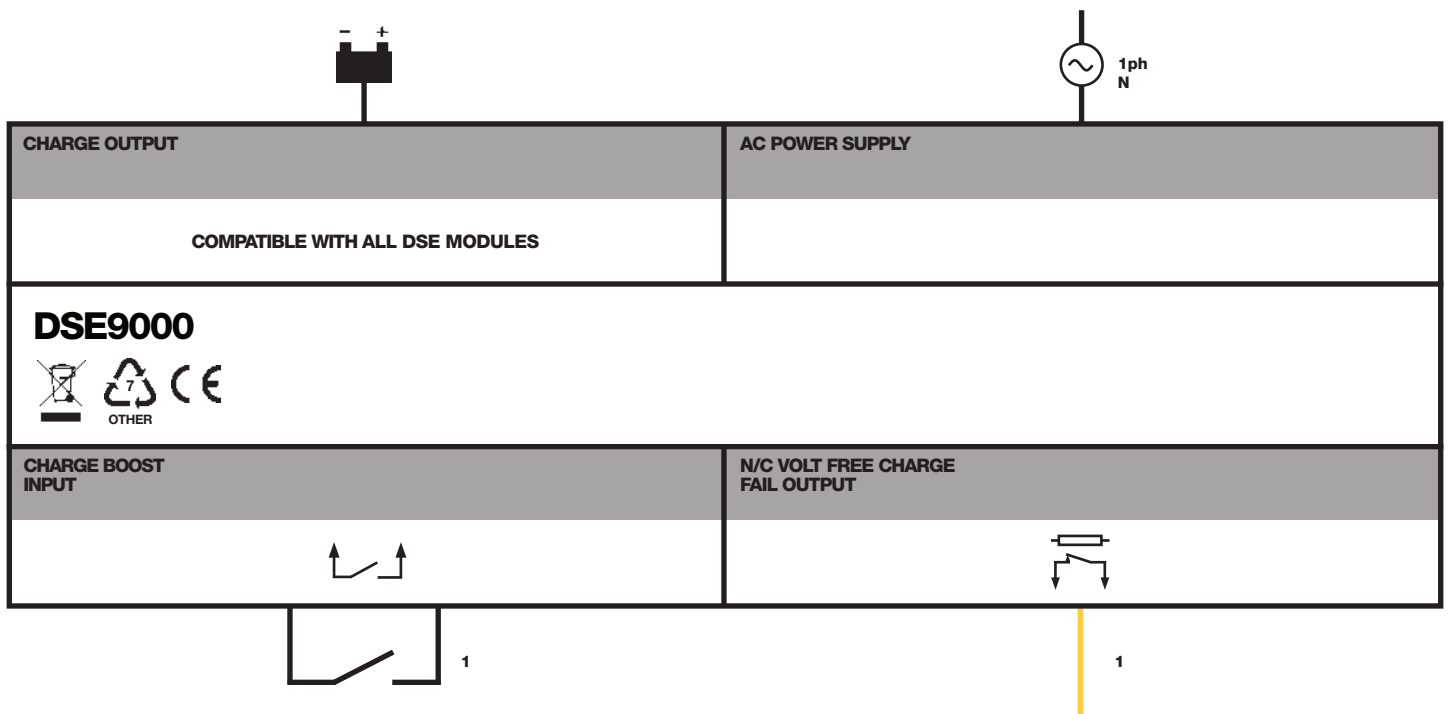 - +
1ph
N
CHARGE OUTPUT
AC POWER SUPPLY
COMPATIBLE WITH ALL DSE MODULES
DSE9000
7
OTHER
CE
CHARGE BOOST
INPUT
N/C VOLT FREE CHARGE
FAIL OUTPUT
1
1